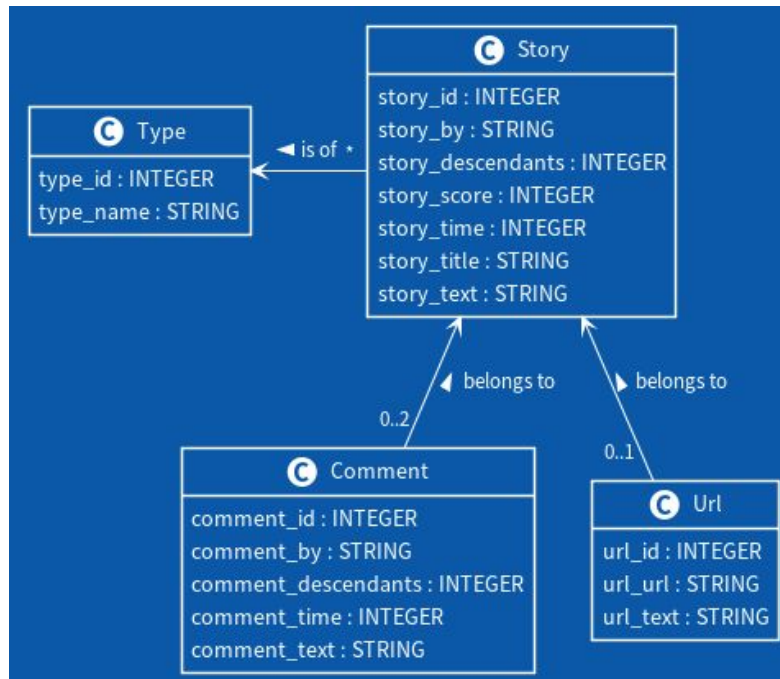 C Story
story_id : INTEGER
story_by : STRING
story_descendants : INTEGER
story_score : INTEGER
story_time : INTEGER
story_title : STRING
story_text : STRING
C Type
type_id : INTEGER
type_name : STRING
◄ is of *
belongs to
belongs to
0..2
0..1
C Comment
comment_id : INTEGER
comment_by : STRING
comment_descendants : INTEGER
comment_time : INTEGER
comment_text : STRING
C Url
url_id : INTEGER
url_url : STRING
url_text : STRING